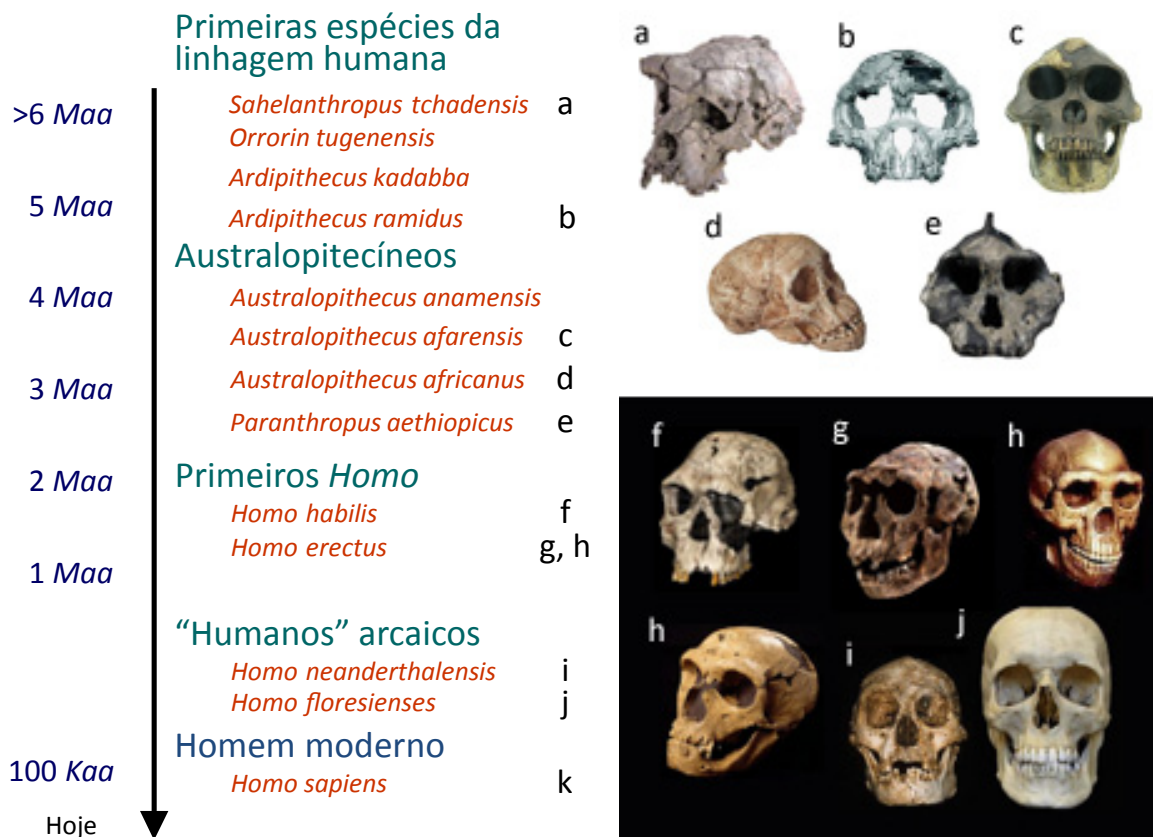 Primeiras espécies da
linhagem humana
>6 Maa
Sahelanthropus tchadensis a
Orrorin tugenensis
Ardipithecus kadabba
5 Maa
Ardipithecus ramidus b
Australopitecíneos
4 Maa
Australopithecus anamensis
Australopithecus afarensis c
3 Maa
Australopithecus africanus d
Paranthropus aethiopicus e
2 Maa
Primeiros Homo
Homo habilis f
Homo erectus g, h
1 Maa
“Humanos” arcaicos
Homo neanderthalensis i
Homo floresienses j
Homem moderno
100 Kaa
Homo sapiens k
Hoje
a b c
d e
f g h
h i j